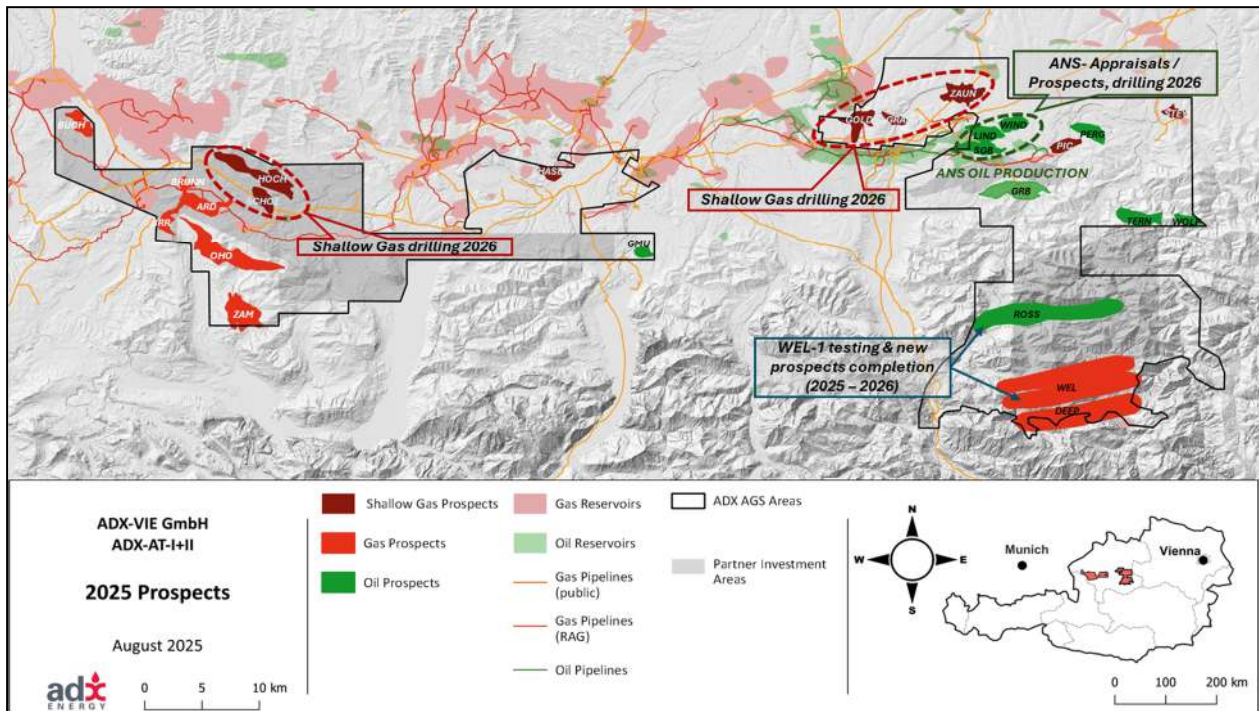 ANS- Appraisals /
Prospects, drilling 2026
BUCH
ZAUN
GOLD
GRA
LIND
WIND
SGB
PERG
PIC
BRUNN
HOCH
SCHOT
HASL
ARD
ANS OIL PRODUCTION
GRB
IRR
Shallow Gas drilling 2026
Shallow Gas drilling 2026
TERN
WOLF
OHO
GMU
ZAM
ROSS
WEL-1 testing & new
prospects completion
(2025 – 2026)
WEL
DEEP
ADX-VIE GmbH
ADX-AT-I+II
2025 Prospects
August 2025
adx
ENERGY
0 5 10 km
Shallow Gas Prospects
Gas Prospects
Oil Prospects
Gas Reservoirs
Oil Reservoirs
Gas Pipelines
(public)
Gas Pipelines
(RAG)
Oil Pipelines
ADX AGS Areas
Partner Investment
Areas
N
W E
S
Munich
Vienna
0 100 200 km